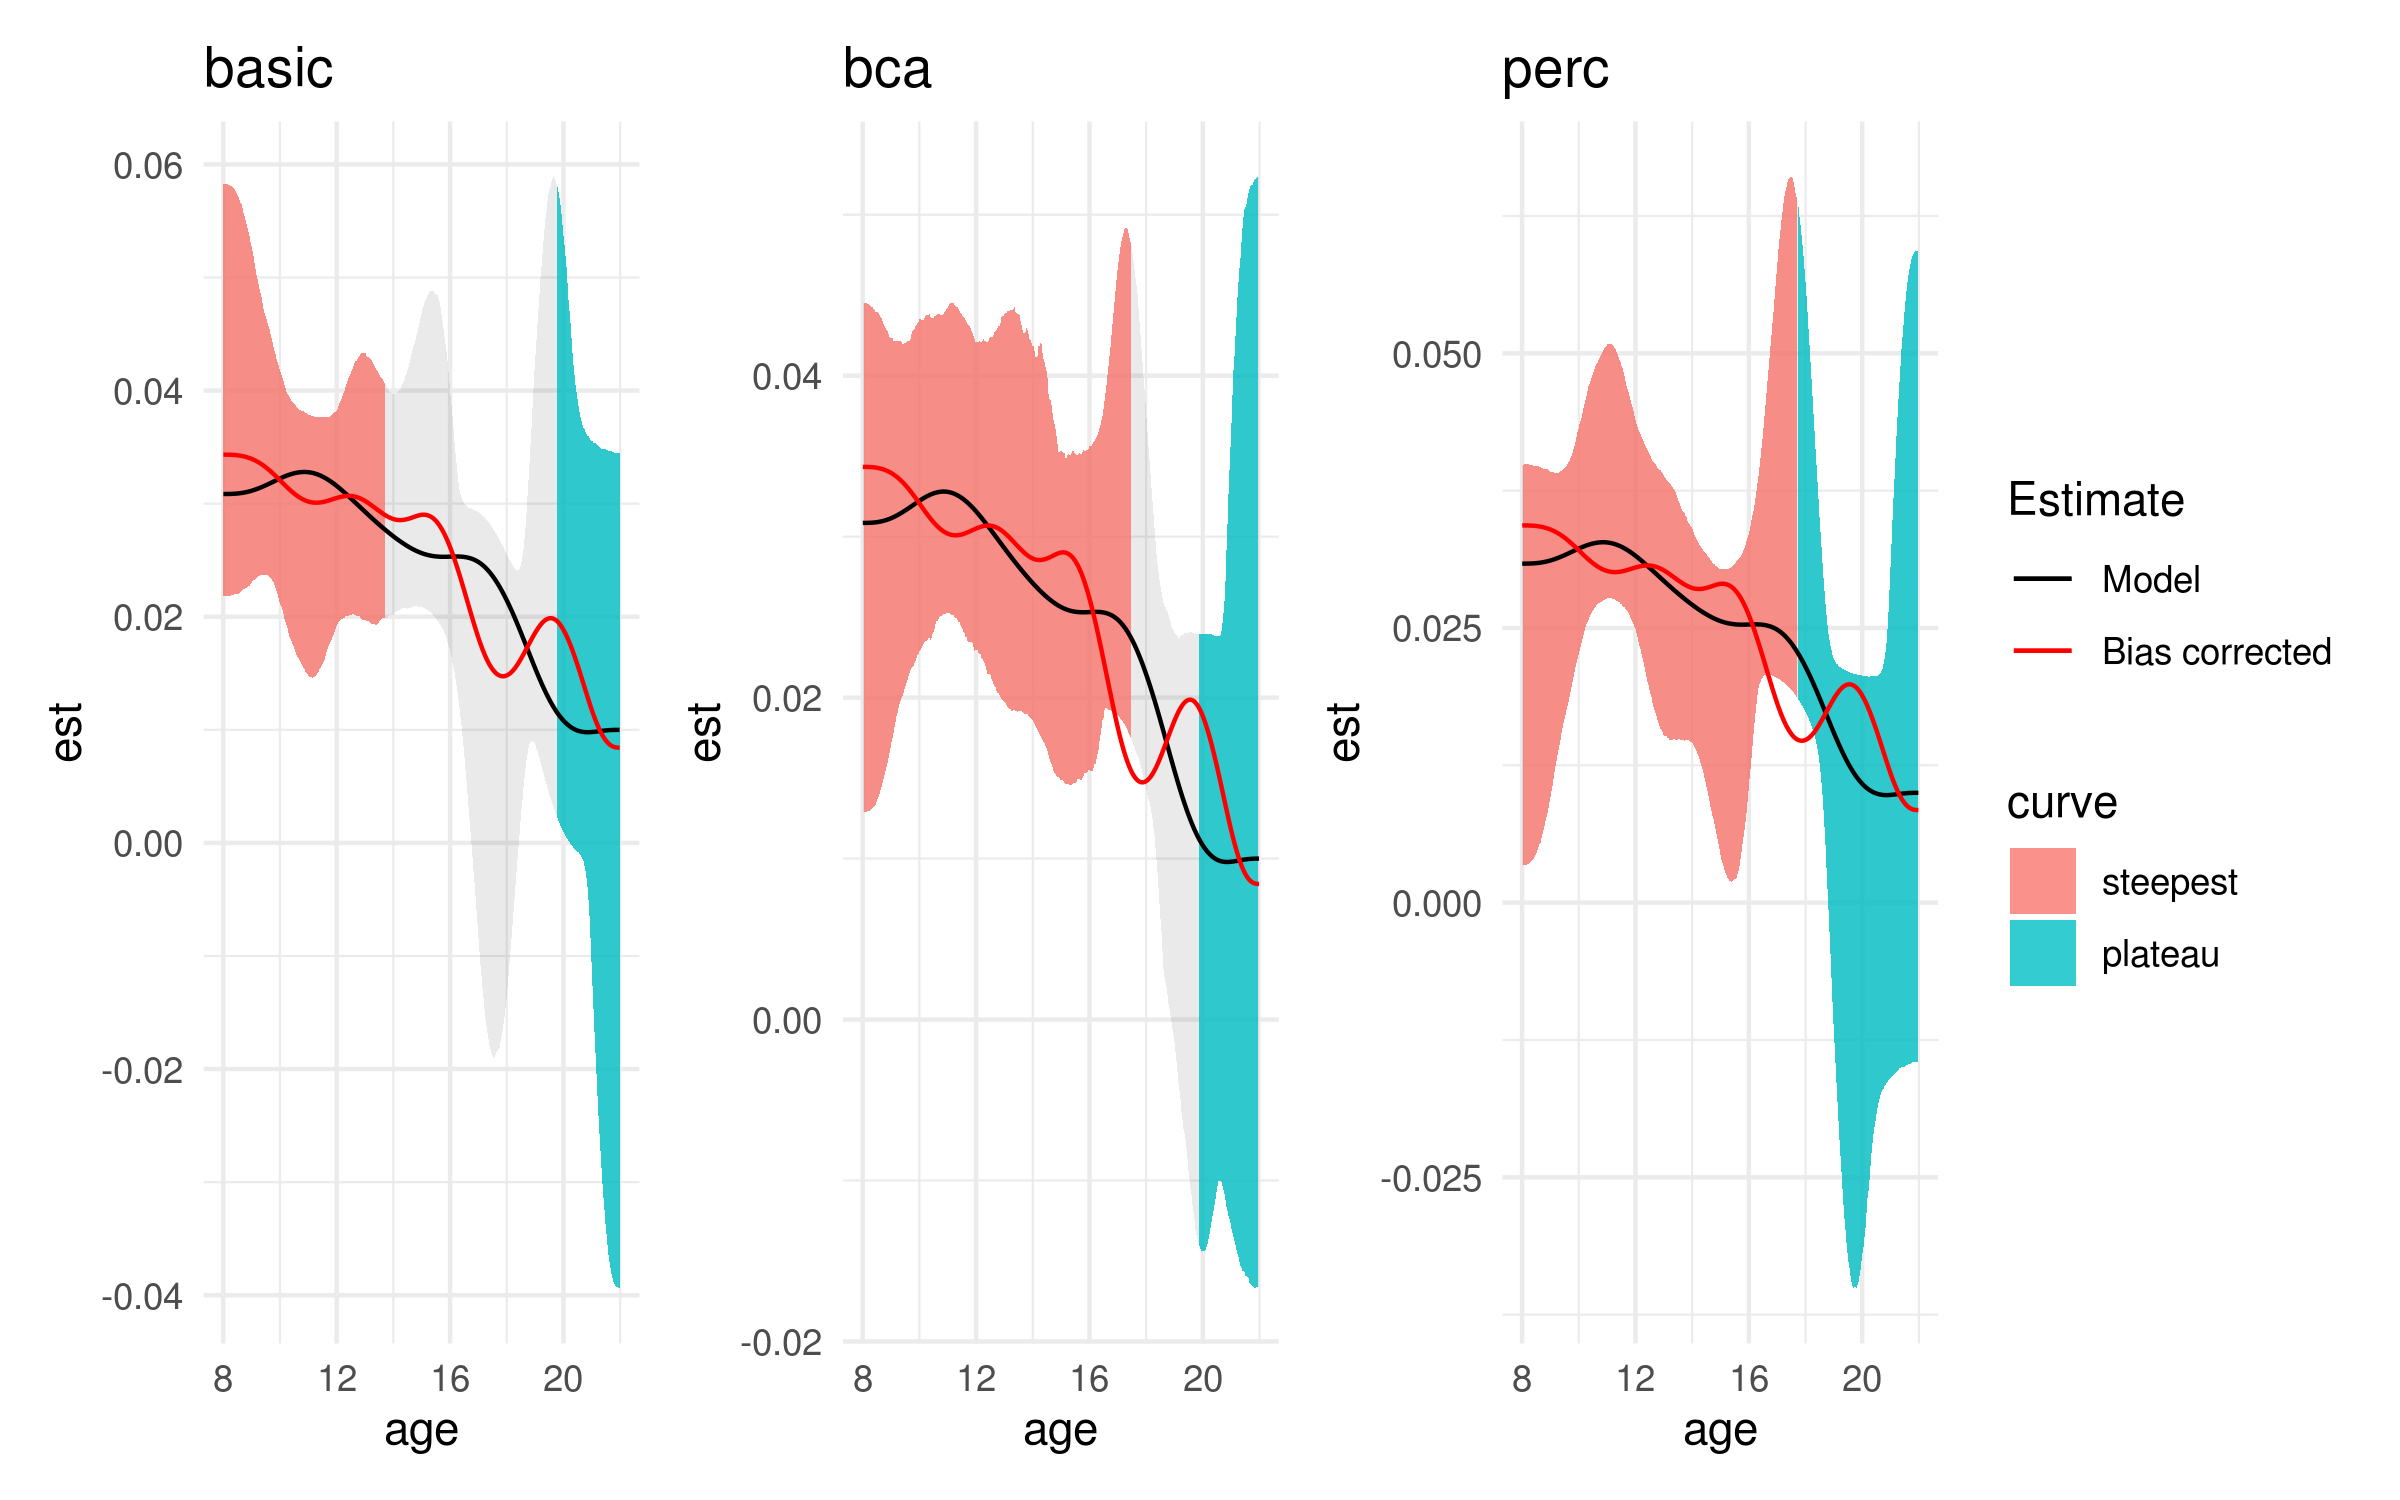 basic
0.06
0.04
0.02
0.00
-0.02
-0.04
est
8 12 16 20
age
bca
0.04
0.02
0.00
-0.02
est
8 12 16 20
age
perc
0.050
0.025
0.000
-0.025
est
8 12 16 20
age
Estimate
Model
Bias corrected
curve
steepest
plateau